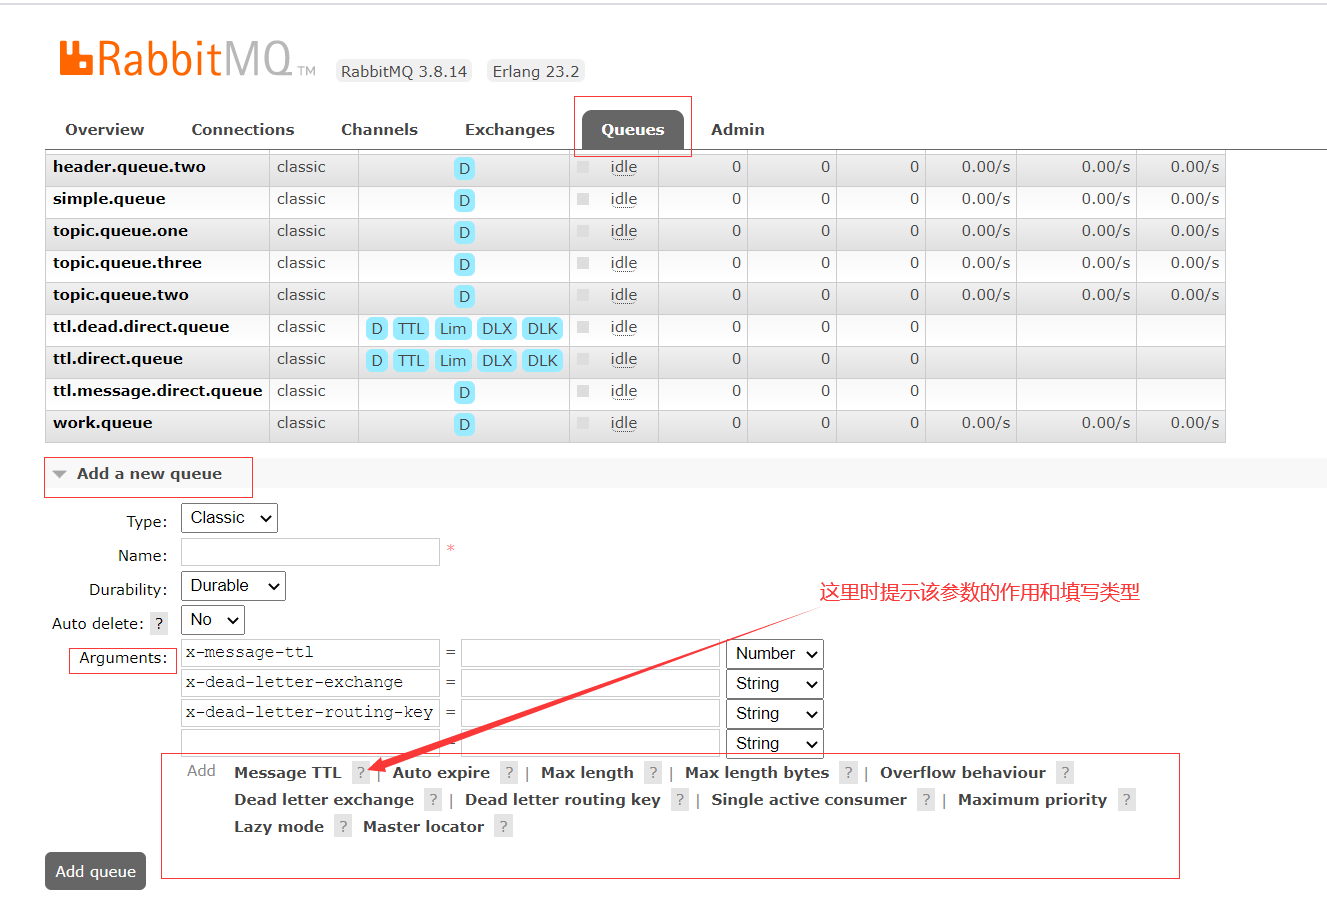 RabbitMQ TM RabbitMQ 3.8.14 Erlang 23.2
Overview Connections Channels Exchanges Queues Admin
header.queue.two classic D idle 0 0 0 0.00/s 0.00/s 0.00/s
simple.queue classic D idle 0 0 0 0.00/s 0.00/s 0.00/s
topic.queue.one classic D idle 0 0 0 0.00/s 0.00/s 0.00/s
topic.queue.three classic D idle 0 0 0 0.00/s 0.00/s 0.00/s
topic.queue.two classic D idle 0 0 0 0.00/s 0.00/s 0.00/s
ttl.dead.direct.queue classic D TTL Lim DLX DLK idle 0 0 0
ttl.direct.queue classic D TTL Lim DLX DLK idle 0 0 0
ttl.message.direct.queue classic D idle 0 0 0
work.queue classic D idle 0 0 0 0.00/s 0.00/s 0.00/s
Add a new queue
Type: Classic
Name: *
Durability: Durable
这里时提示该参数的作用和填写类型
Auto delete: ? No
Arguments: x-message-ttl = Number
x-dead-letter-exchange = String
x-dead-letter-routing-key = String
= String
Add Message TTL ? | Auto expire ? | Max length ? | Max length bytes ? | Overflow behaviour ?
Dead letter exchange ? | Dead letter routing key ? | Single active consumer ? | Maximum priority ?
Lazy mode ? Master locator ?
Add queue